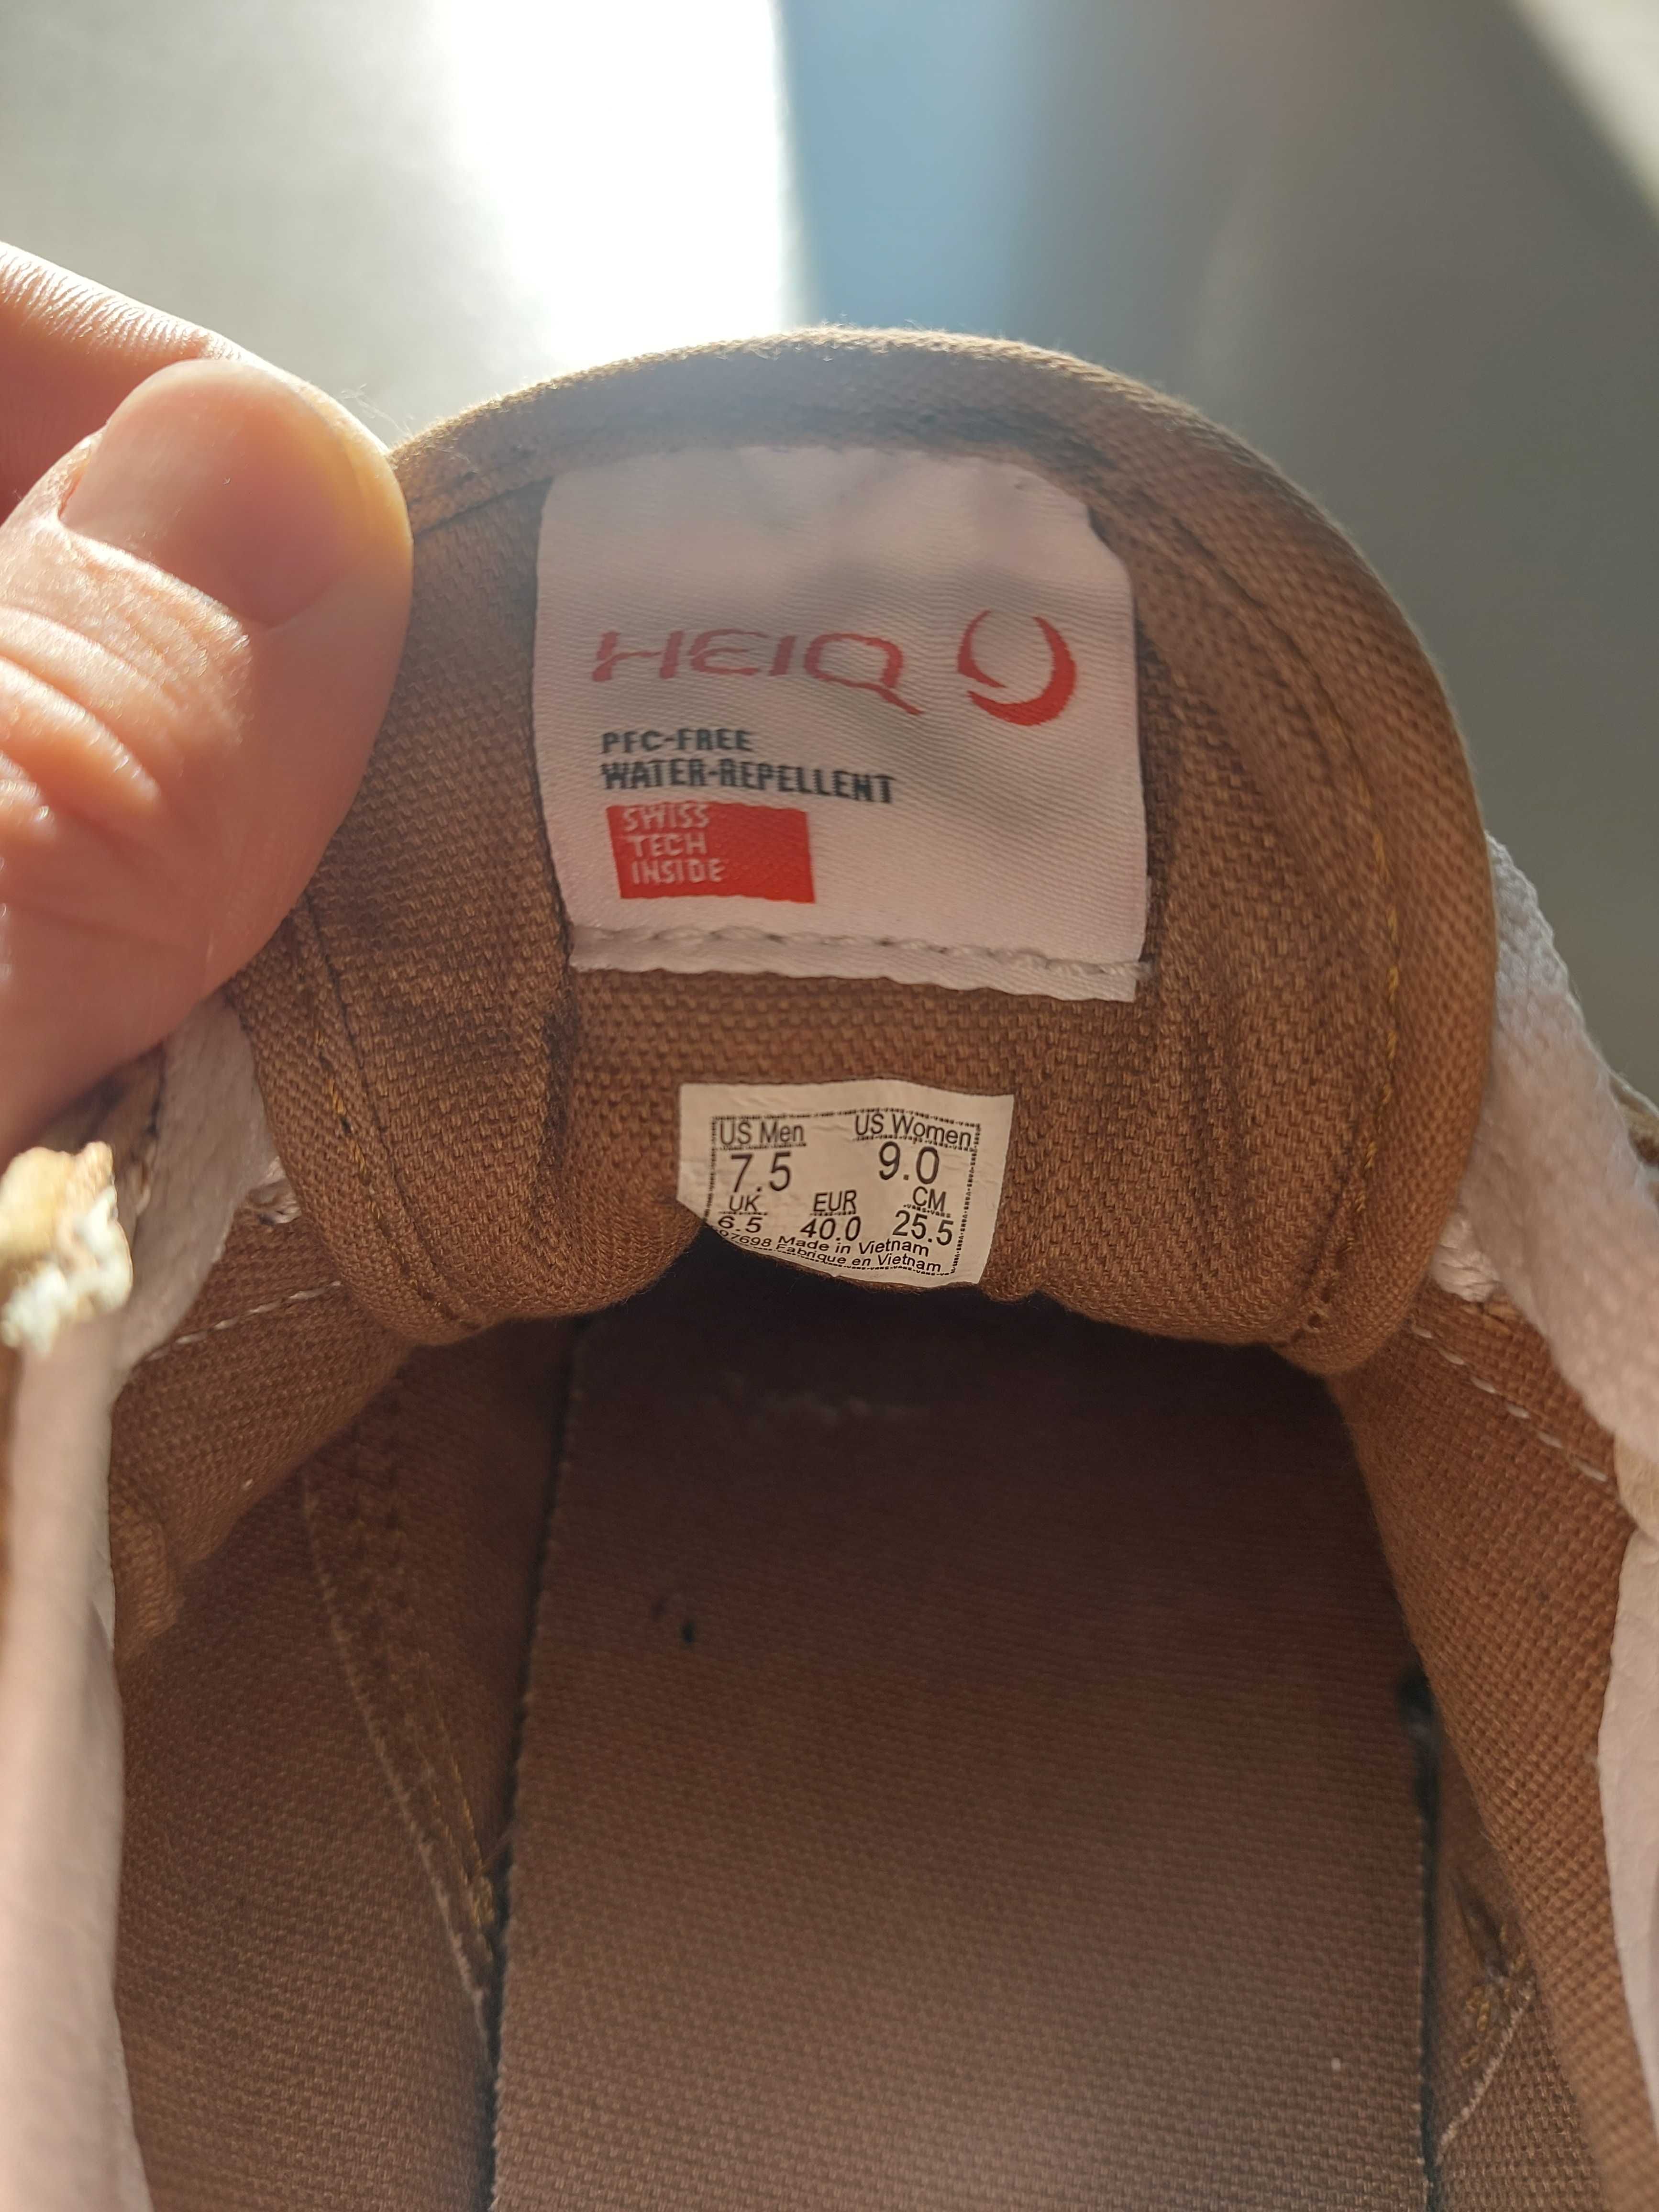 HEIQ
PFC-FREE
WATER-REPELLENT
SWISS
TECH
INSIDE
US Men US Women
7.5 9.0
UK EUR CM
6.5 40.0 25.5
Made in Vietnam
Fabrique en Vietnam